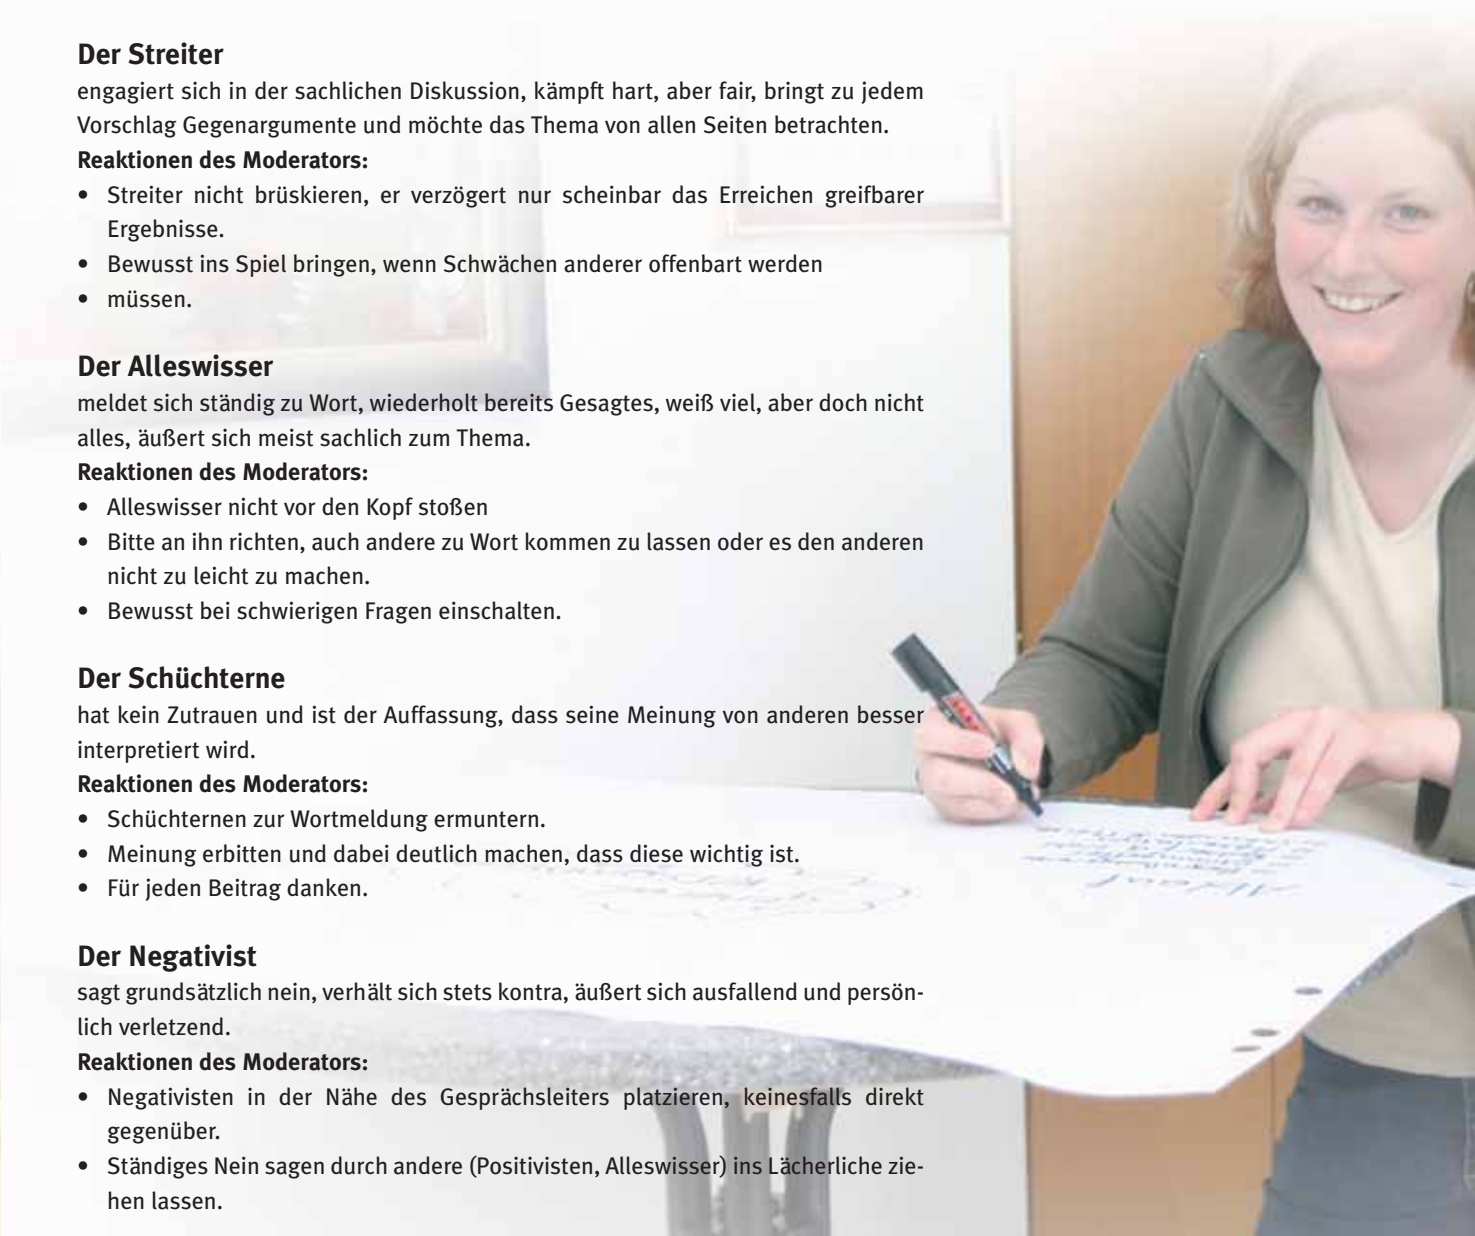 Der Streiter
engagiert sich in der sachlichen Diskussion, kämpft hart, aber fair, bringt zu jedem
Vorschlag Gegenargumente und möchte das Thema von allen Seiten betrachten.
Reaktionen des Moderators:
• Streiter nicht brüskieren, er verzögert nur scheinbar das Erreichen greifbarer
Ergebnisse.
• Bewusst ins Spiel bringen, wenn Schwächen anderer offenbart werden
• müssen.
Der Alleswisser
meldet sich ständig zu Wort, wiederholt bereits Gesagtes, weiß viel, aber doch nicht
alles, äußert sich meist sachlich zum Thema.
Reaktionen des Moderators:
• Alleswisser nicht vor den Kopf stoßen
• Bitte an ihn richten, auch andere zu Wort kommen zu lassen oder es den anderen
nicht zu leicht zu machen.
• Bewusst bei schwierigen Fragen einschalten.
Der Schüchterne
hat kein Zutrauen und ist der Auffassung, dass seine Meinung von anderen besser
interpretiert wird.
Reaktionen des Moderators:
• Schüchternen zur Wortmeldung ermuntern.
• Meinung erbitten und dabei deutlich machen, dass diese wichtig ist.
• Für jeden Beitrag danken.
Der Negativist
sagt grundsätzlich nein, verhält sich stets kontra, äußert sich ausfallend und persön-
lich verletzend.
Reaktionen des Moderators:
• Negativisten in der Nähe des Gesprächsleiters platzieren, keinesfalls direkt
gegenüber.
• Ständiges Nein sagen durch andere (Positivisten, Alleswisser) ins Lächerliche zie-
hen lassen.
Ablauf